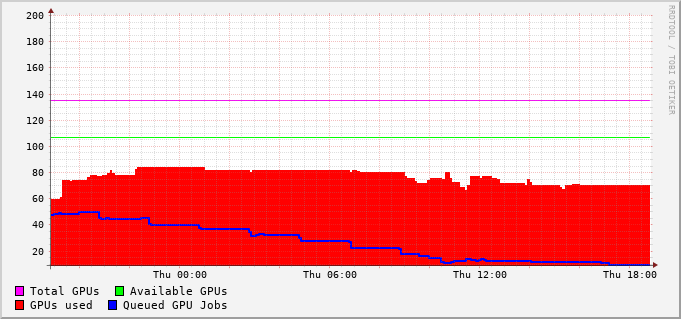 RRDTOOL / TOBI OETIKER
200
180
160
140
120
100
80
60
40
20
Thu 00:00 Thu 06:00 Thu 12:00 Thu 18:00
Total GPUs Available GPUs
GPUs used Queued GPU Jobs